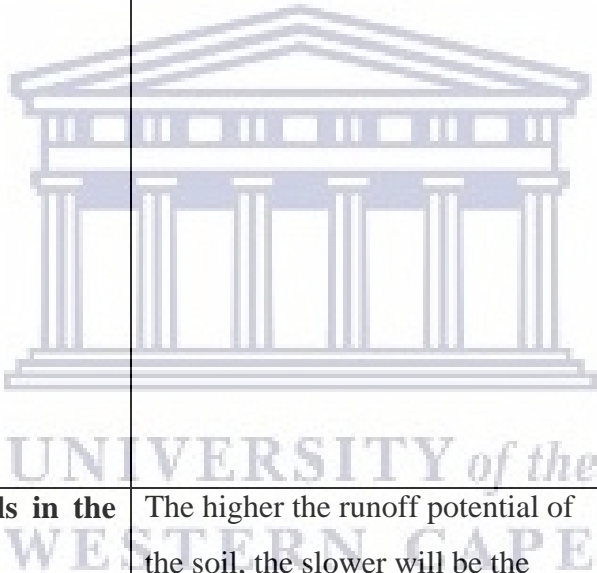 UNIVERSITY of the
ls in the The higher the runoff potential of
WESTERN CAPE
the soil, the slower will be the